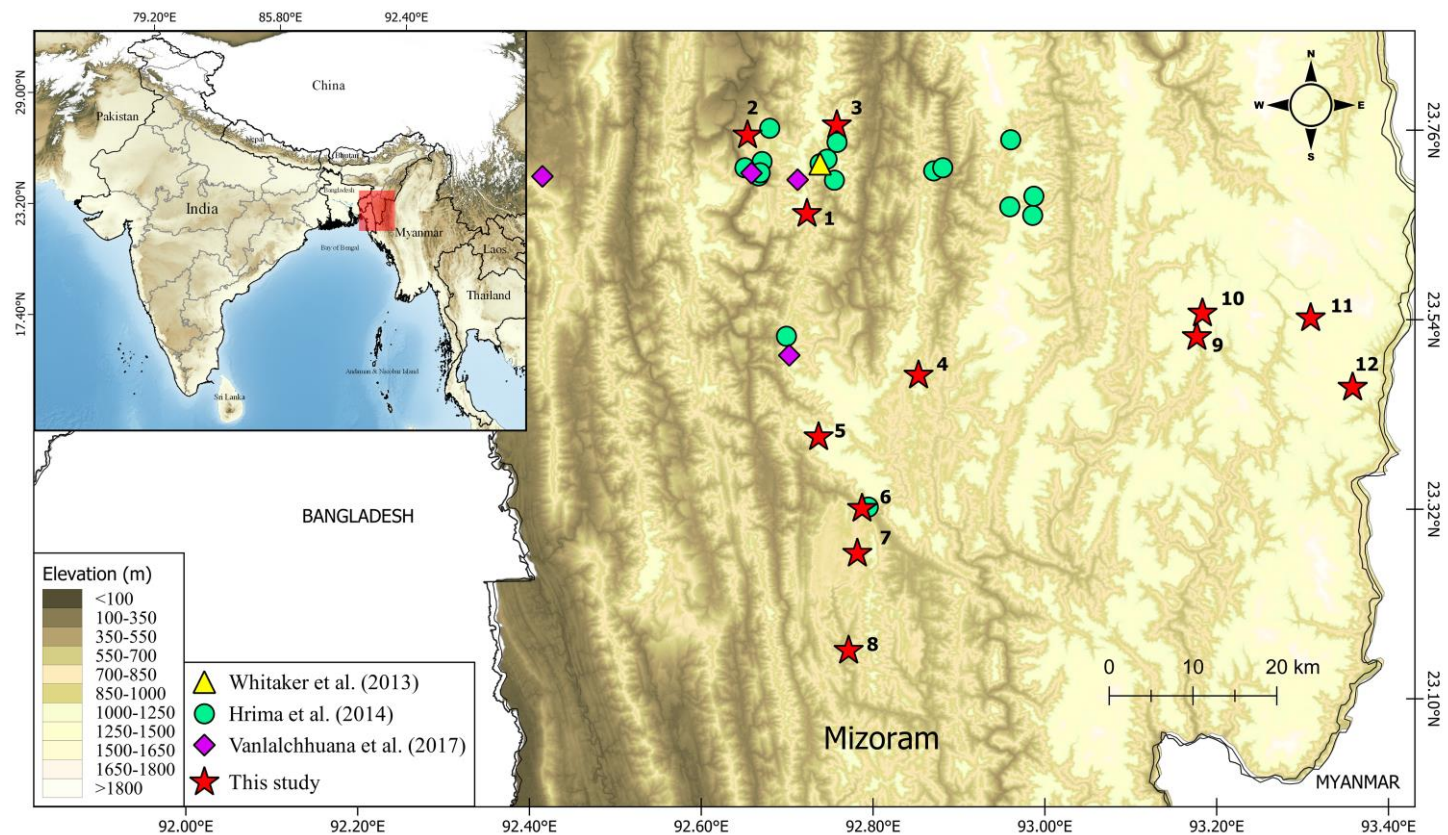 79.20°E 85.80°E 92.40°E
29.00°N
23.20°N
17.40°N
China
Pakistan
Nepal
Bhutan
Bangladesh
India
Myanmar
Bay of Bengal
Laos
Thailand
Andaman & Nicobar Island
Sri Lanka
N
W E
S
2
3
1
10
11
9
12
4
5
6
7
8
23.76°N
23.54°N
23.32°N
23.10°N
BANGLADESH
Elevation (m)
<100
100-350
350-550
550-700
700-850
850-1000
1000-1250
1250-1500
1500-1650
1650-1800
>1800
Whitaker et al. (2013)
Hrima et al. (2014)
Vanlalchhuana et al. (2017)
This study
0 10 20 km
Mizoram
MYANMAR
92.00°E 92.20°E 92.40°E 92.60°E 92.80°E 93.00°E 93.20°E 93.40°E